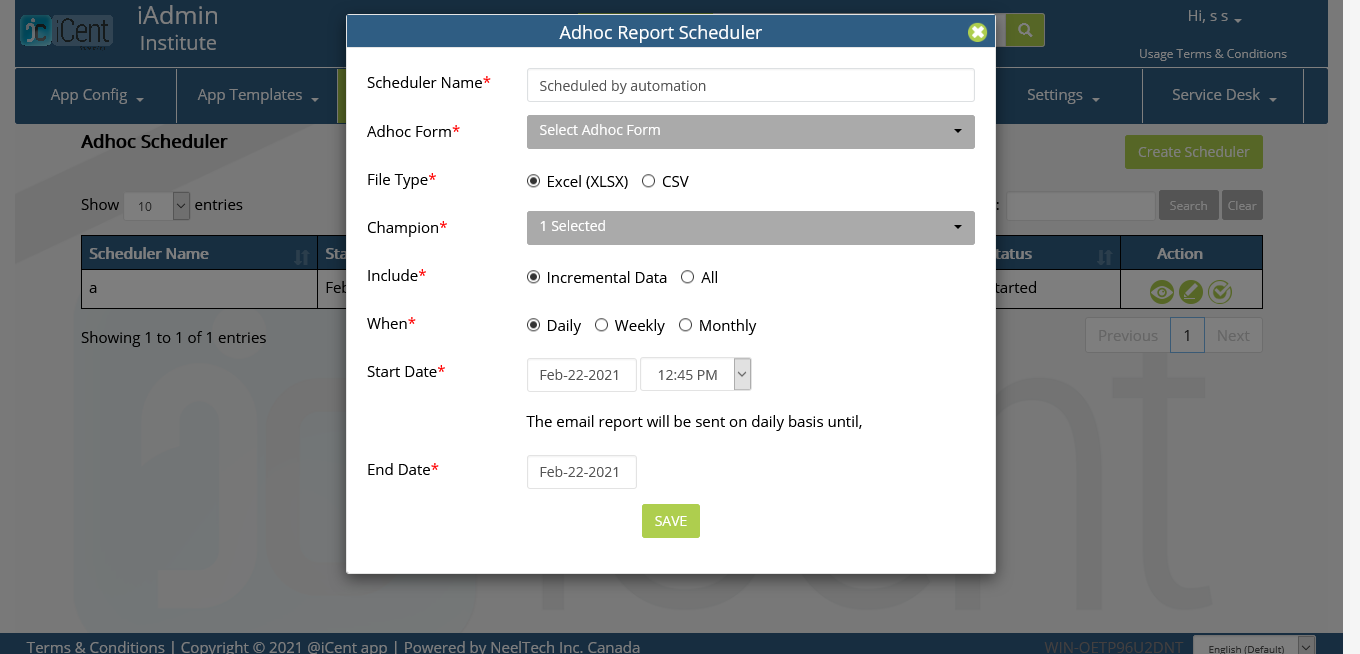 iCent
iAdmin
Institute
Hi, s s
Usage Terms & Conditions
App Config
App Templates
Settings
Service Desk
Adhoc Scheduler
Create Scheduler
Show 10 entries
: Search Clear
Scheduler Name
Sta
tatus
Action
a
Feb
tarted
Showing 1 to 1 of 1 entries
Previous 1 Next
Adhoc Report Scheduler
Scheduler Name* Scheduled by automation
Adhoc Form* Select Adhoc Form
File Type* Excel (XLSX) CSV
Champion* 1 Selected
Include* Incremental Data All
When* Daily Weekly Monthly
Start Date* Feb-22-2021 12:45 PM
The email report will be sent on daily basis until,
End Date* Feb-22-2021
SAVE
Terms & Conditions | Copyright © 2021 @iCent app | Powered by NeelTech Inc. Canada
WIN-OETP96U2DNT English (Default)